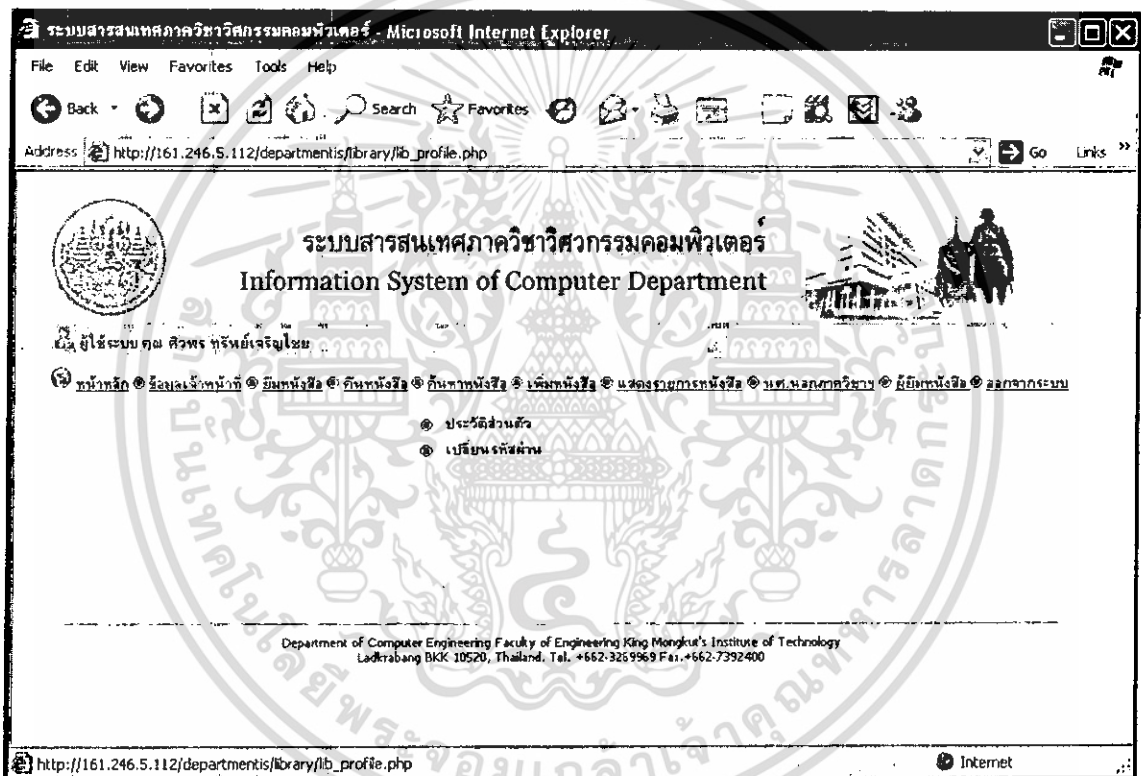 ระบบสารสนเทศภาควิชาวิศวกรรมคอมพิวเตอร์ - Microsoft Internet Explorer
File Edit View Favorites Tools Help
Back Search Favorites
Address http://161.246.5.112/departmentis/library/lib_profile.php Go Links »
ระบบสารสนเทศภาควิชาวิศวกรรมคอมพิวเตอร์
Information System of Computer Department
ผู้ใช้ระบบ คุณ ศิวพร ทรัพย์เจริญไชย
หน้าหลัก ข้อมูลเจ้าหน้าที่ ยืมหนังสือ คืนหนังสือ ค้นหาหนังสือ เพิ่มหนังสือ แสดงรายการหนังสือ นศ.นอกภาควิชาฯ ผู้ยืมหนังสือ ออกจากระบบ
ประวัติส่วนตัว
เปลี่ยนรหัสผ่าน
Department of Computer Engineering Faculty of Engineering King Mongkut's Institute of Technology
Ladkrabang BKK 10520, Thailand. Tel. +662-3269969 Fax.+662-7392400
http://161.246.5.112/departmentis/library/lib_profile.php Internet